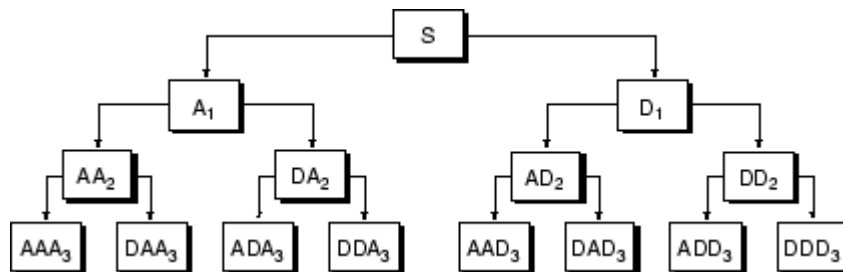 S
A₁ D₁
AA₂ DA₂ AD₂ DD₂
AAA₃ DAA₃ ADA₃ DDA₃ AAD₃ DAD₃ ADD₃ DDD₃